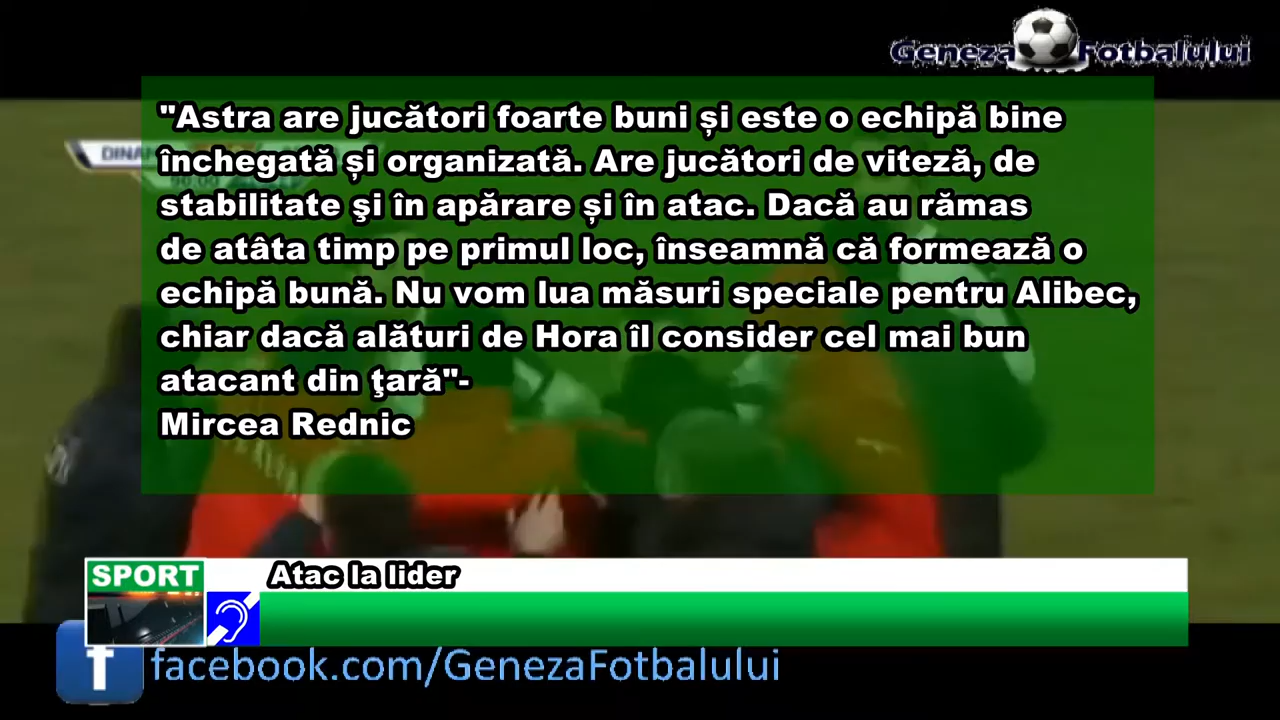 Geneza Fotbalului
"Astra are jucători foarte buni și este o echipă bine
DINAM
închegată și organizată. Are jucători de viteză, de
stabilitate şi în apărare și în atac. Dacă au rămas
de atâta timp pe primul loc, înseamnă că formează o
echipă bună. Nu vom lua măsuri speciale pentru Alibec,
chiar dacă alături de Hora îl consider cel mai bun
atacant din ţară"-
Mircea Rednic
SPORT
Atac la lider
facebook.com/GenezaFotbalului